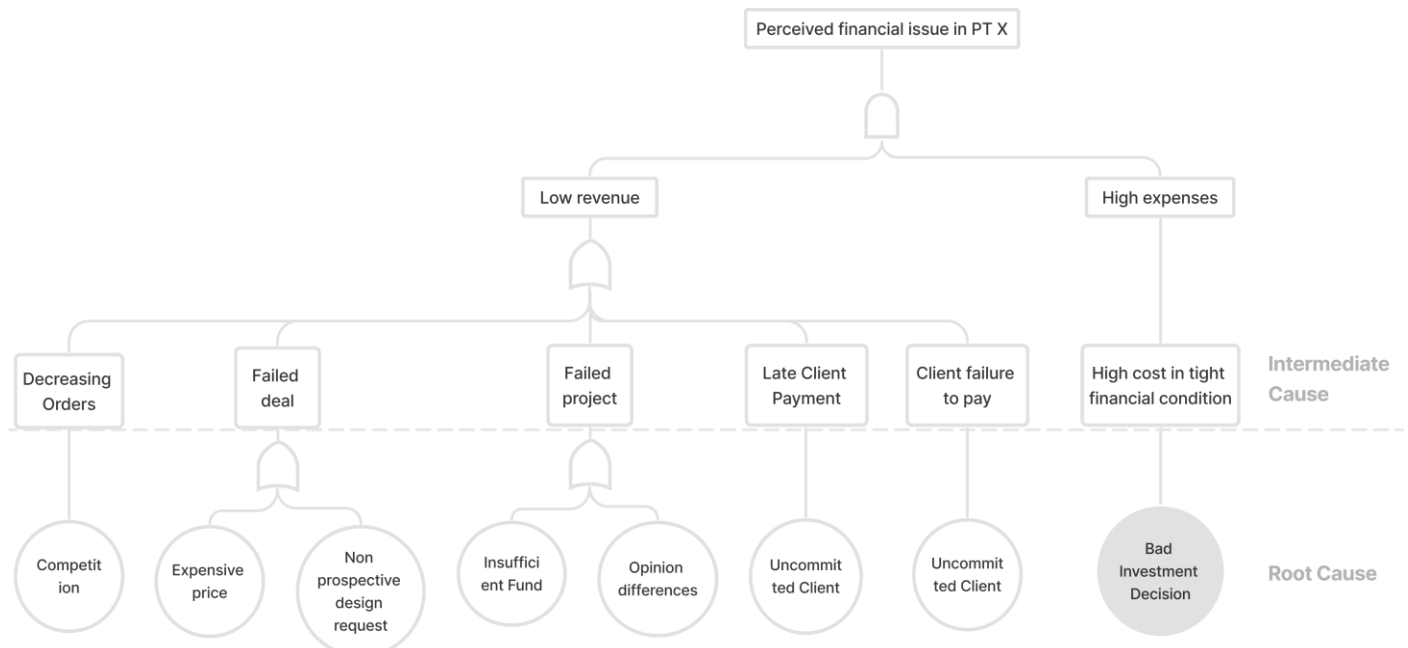 Perceived financial issue in PT X
Low revenue
High expenses
Decreasing
Orders
Failed
deal
Failed
project
Late Client
Payment
Client failure
to pay
High cost in tight
financial condition
Intermediate
Cause
Competit
ion
Expensive
price
Non
prospective
design
request
Insuffici
ent Fund
Opinion
differences
Uncommit
ted Client
Uncommit
ted Client
Bad
Investment
Decision
Root Cause